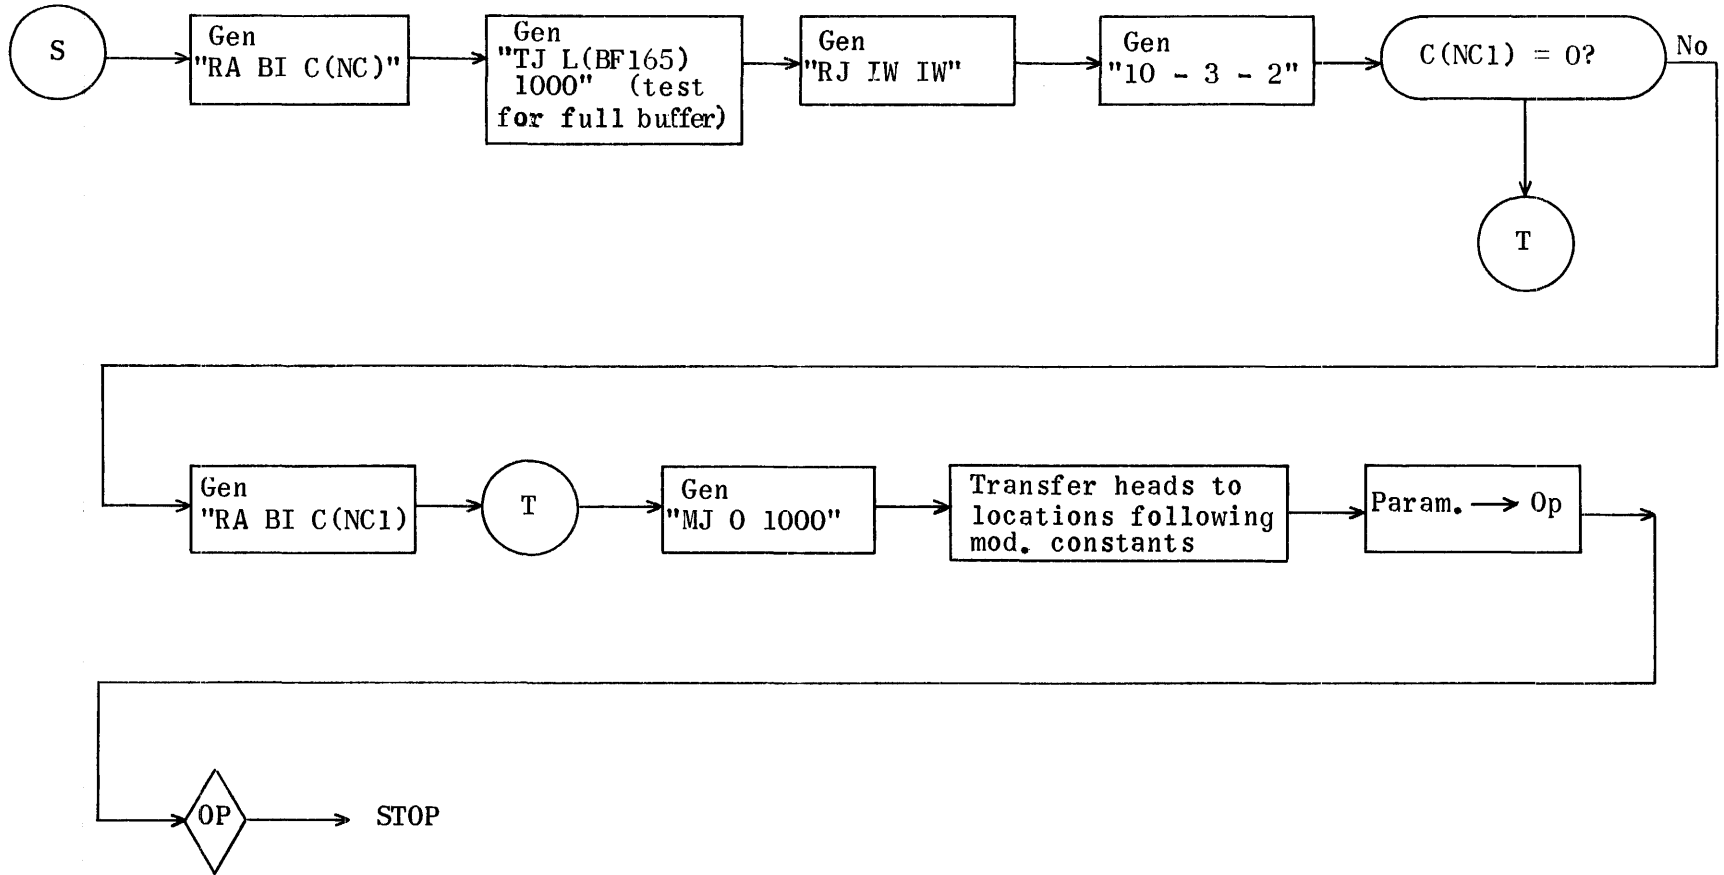 S
Gen
"RA BI C(NC)"
Gen
"TJ L(BF165)
1000" (test
for full buffer)
Gen
"RJ IW IW"
Gen
"10 - 3 - 2"
C(NC1) = 0?
No
T
Gen
"RA BI C(NC1)
T
Gen
"MJ 0 1000"
Transfer heads to
locations following
mod. constants
Param. → Op
OP
STOP